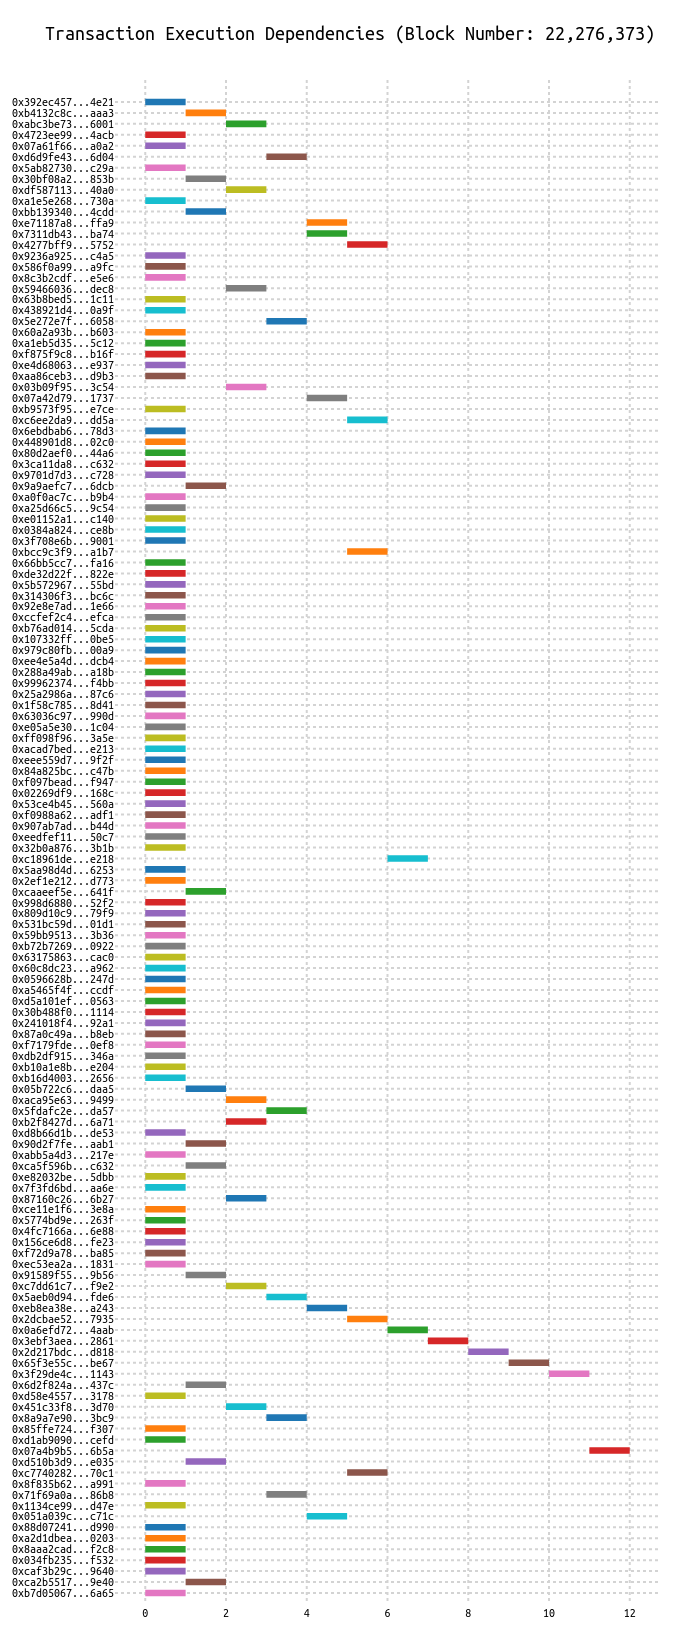 Transaction Execution Dependencies (Block Number: 22,276,373)
0x392ec457...4e21
0xb4132c8c...aaa3
0xabc3be73...6001
0x4723ee99...4acb
0x07a61f66...a0a2
0xd6d9fe43...6d04
0x5ab82730...c29a
0x30bf08a2...853b
0xdf587113...40a0
0xa1e5e268...730a
0xbb139340...4cdd
0xe71187a8...ffa9
0x7311db43...ba74
0x4277bff9...5752
0x9236a925...c4a5
0x586f0a99...a9fc
0x8c3b2cdf...e5e6
0x59466036...dec8
0x63b8bed5...1c11
0x438921d4...0a9f
0x5e272e7f...6058
0x60a2a93b...b603
0xa1eb5d35...5c12
0xf875f9c8...b16f
0xe4d68063...e937
0xaa86ceb3...d9b3
0x03b09f95...3c54
0x07a42d79...1737
0xb9573f95...e7ce
0xc6ee2da9...dd5a
0x6ebdbab6...78d3
0x448901d8...02c0
0x80d2aef0...44a6
0x3ca11da8...c632
0x9701d7d3...c728
0x9a9aefc7...6dcb
0xa0f0ac7c...b9b4
0xa25d66c5...9c54
0xe01152a1...c140
0x0384a824...ce8b
0x3f708e6b...9001
0xbcc9c3f9...a1b7
0x66bb5cc7...fa16
0xde32d22f...822e
0x5b572967...55bd
0x314306f3...bc6c
0x92e8e7ad...1e66
0xccfef2c4...efca
0xb76ad014...5cda
0x107332ff...0be5
0x979c80fb...00a9
0xee4e5a4d...dcb4
0x288a49ab...a18b
0x99962374...f4bb
0x25a2986a...87c6
0x1f58c785...8d41
0x63036c97...990d
0xe05a5e30...1c04
0xff098f96...3a5e
0xacad7bed...e213
0xeee559d7...9f2f
0x84a825bc...c47b
0xf097bead...f947
0x02269df9...168c
0x53ce4b45...560a
0xf0988a62...adf1
0x907ab7ad...b44d
0xeedfef11...50c7
0x32b0a876...3b1b
0xc18961de...e218
0x5aa98d4d...6253
0x2ef1e212...d773
0xcaaeef5e...641f
0x998d6880...52f2
0x809d10c9...79f9
0x531bc59d...01d1
0x59bb9513...3b36
0xb72b7269...0922
0x63175863...cac0
0x60c8dc23...a962
0x0596628b...247d
0xa5465f4f...ccdf
0xd5a101ef...0563
0x30b488f0...1114
0x241018f4...92a1
0x87a0c49a...b8eb
0xf7179fde...0ef8
0xdb2df915...346a
0xb10a1e8b...e204
0xb16d4003...2656
0x05b722c6...daa5
0xaca95e63...9499
0x5fdafc2e...da57
0xb2f8427d...6a71
0xd8b66d1b...de53
0x90d2f7fe...aab1
0xabb5a4d3...217e
0xca5f596b...c632
0xe82032be...5dbb
0x7f3fd6bd...aa6e
0x87160c26...6b27
0xce11e1f6...3e8a
0x5774bd9e...263f
0x4fc7166a...6e88
0x156ce6d8...fe23
0xf72d9a78...ba85
0xec53ea2a...1831
0x91589f55...9b56
0xc7dd61c7...f9e2
0x5aeb0d94...fde6
0xeb8ea38e...a243
0x2dcbae52...7935
0x0a6efd72...4aab
0x3ebf3aea...2861
0x2d217bdc...d818
0x65f3e55c...be67
0x3f29de4c...1143
0x6d2f824a...437c
0xd58e4557...3178
0x451c33f8...3d70
0x8a9a7e90...3bc9
0x85ffe724...f307
0xd1ab9090...cefd
0x07a4b9b5...6b5a
0xd510b3d9...e035
0xc7740282...70c1
0x8f835b62...a991
0x71f69a0a...86b8
0x1134ce99...d47e
0x051a039c...c71c
0x88d07241...d990
0xa2d1dbea...0203
0x8aaa2cad...f2c8
0x034fb235...f532
0xcaf3b29c...9640
0xca2b5517...9e40
0xb7d05067...6a65
0 2 4 6 8 10 12